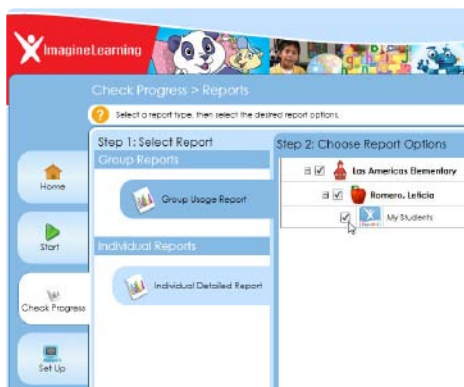 ImagineLearning
Check Progress > Reports
? Select a report type, then select the desired report options.
Step 1: Select Report
Group Reports
Group Usage Report
Individual Reports
Individual Detailed Report
Step 2: Choose Report Options
Las Americas Elementary
Romero, Leticia
My Students
Home
Start
Check Progress
Set Up